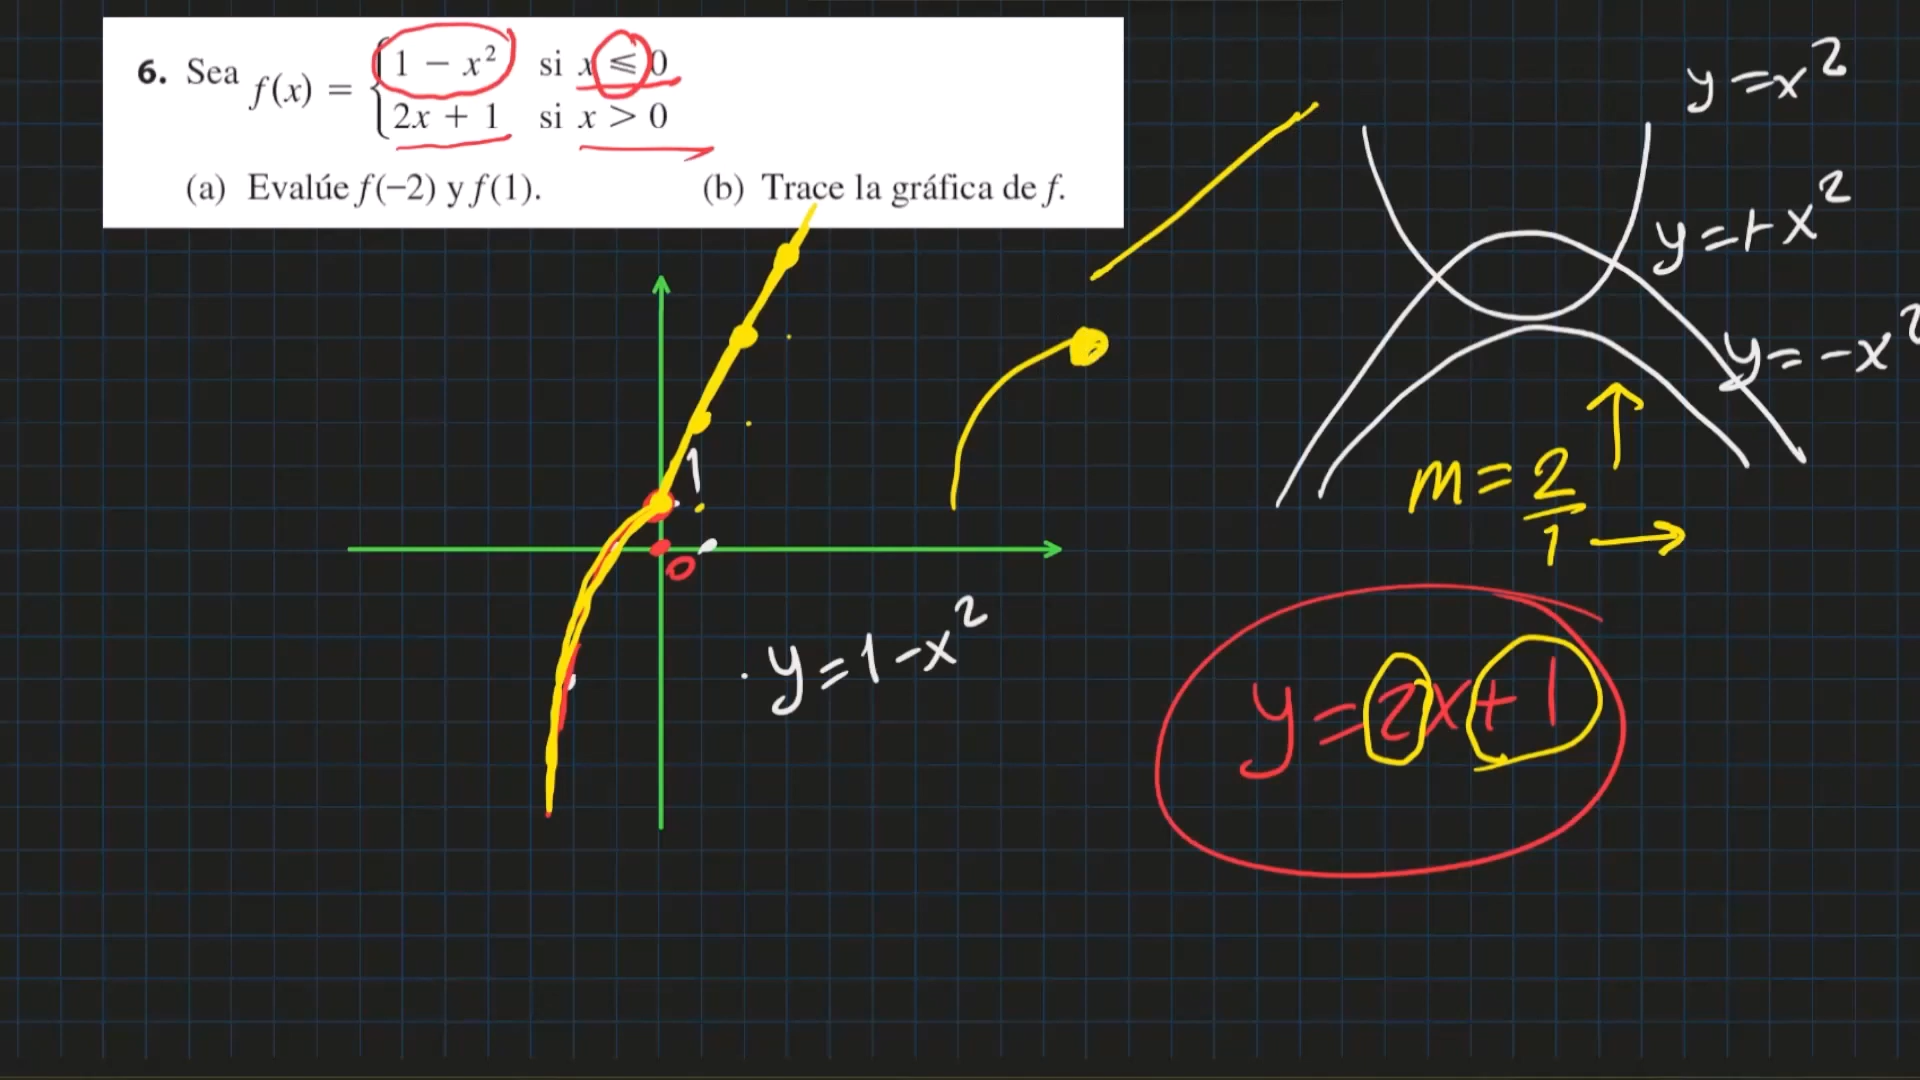 6. Sea f(x) = { 1 − x² si x ⩽ 0
2x + 1 si x > 0
(a) Evalúe f(−2) y f(1). (b) Trace la gráfica de f.
y = x²
y = 1 - x²
y = -x²
1
m = 2/1
0
y = 1 - x²
y = 2x + 1